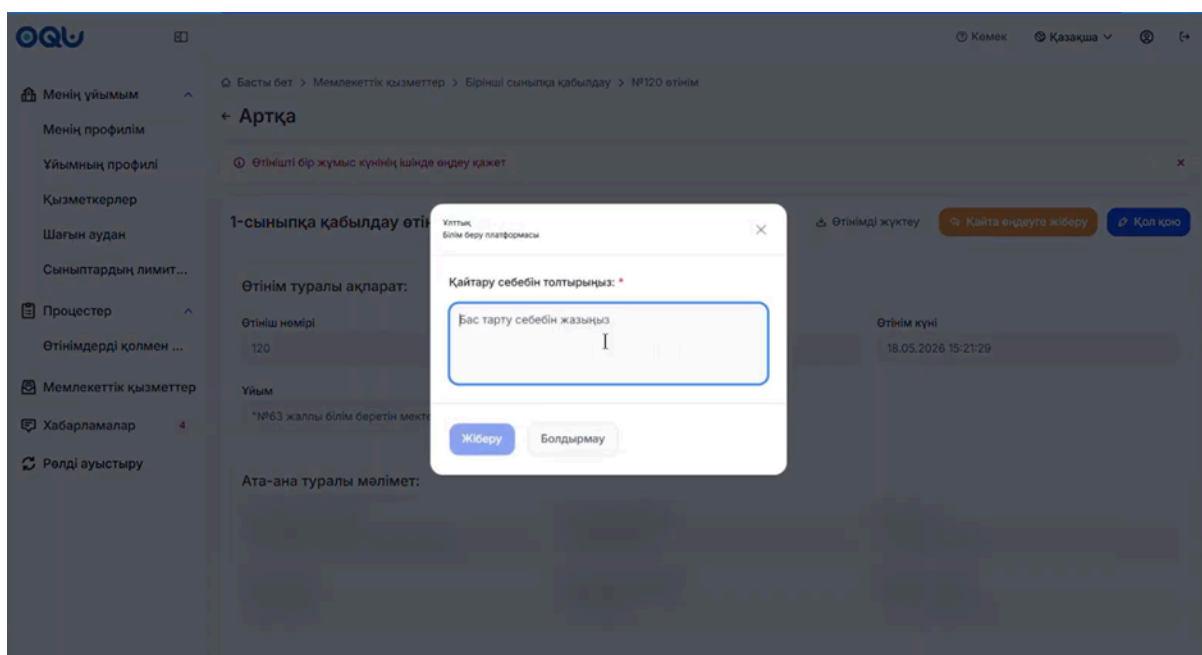 OQU
Көмек
Қазақша
Басты бет > Мемлекеттік қызметтер > Бірінші сыныпқа қабылдау > №120 өтінім
← Артқа
Өтінішті бір жұмыс күнінің ішінде өңдеу қажет
Менің ұйымым
Менің профилім
Ұйымның профилі
Қызметкерлер
Шағын аудан
Сыныптардың лимит...
Процестер
Өтінімдерді қолмен ...
Мемлекеттік қызметтер
Хабарламалар 4
Рөлді ауыстыру
1-сыныпқа қабылдау өтін
Өтінімді жүктеу
Қайта өңдеуге жіберу
Қол қою
Өтінім туралы ақпарат:
Өтініш нөмірі
120
Өтінім күні
18.05.2026 15:21:29
Ұйым
"№63 жалпы білім беретін мекте
Ата-ана туралы мәлімет:
Ұлттық
Білім беру платформасы
Қайтару себебін толтырыңыз: *
Бас тарту себебін жазыңыз
Жіберу
Болдырмау